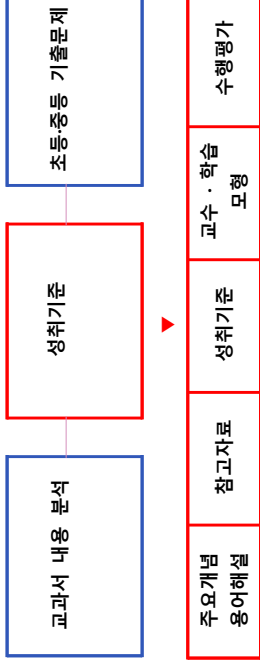 교과서 내용 분석
성취기준
초등·중등 기출문제
▼
주요개념
용어해설
참고자료
성취기준
교수 · 학습
모형
수행평가